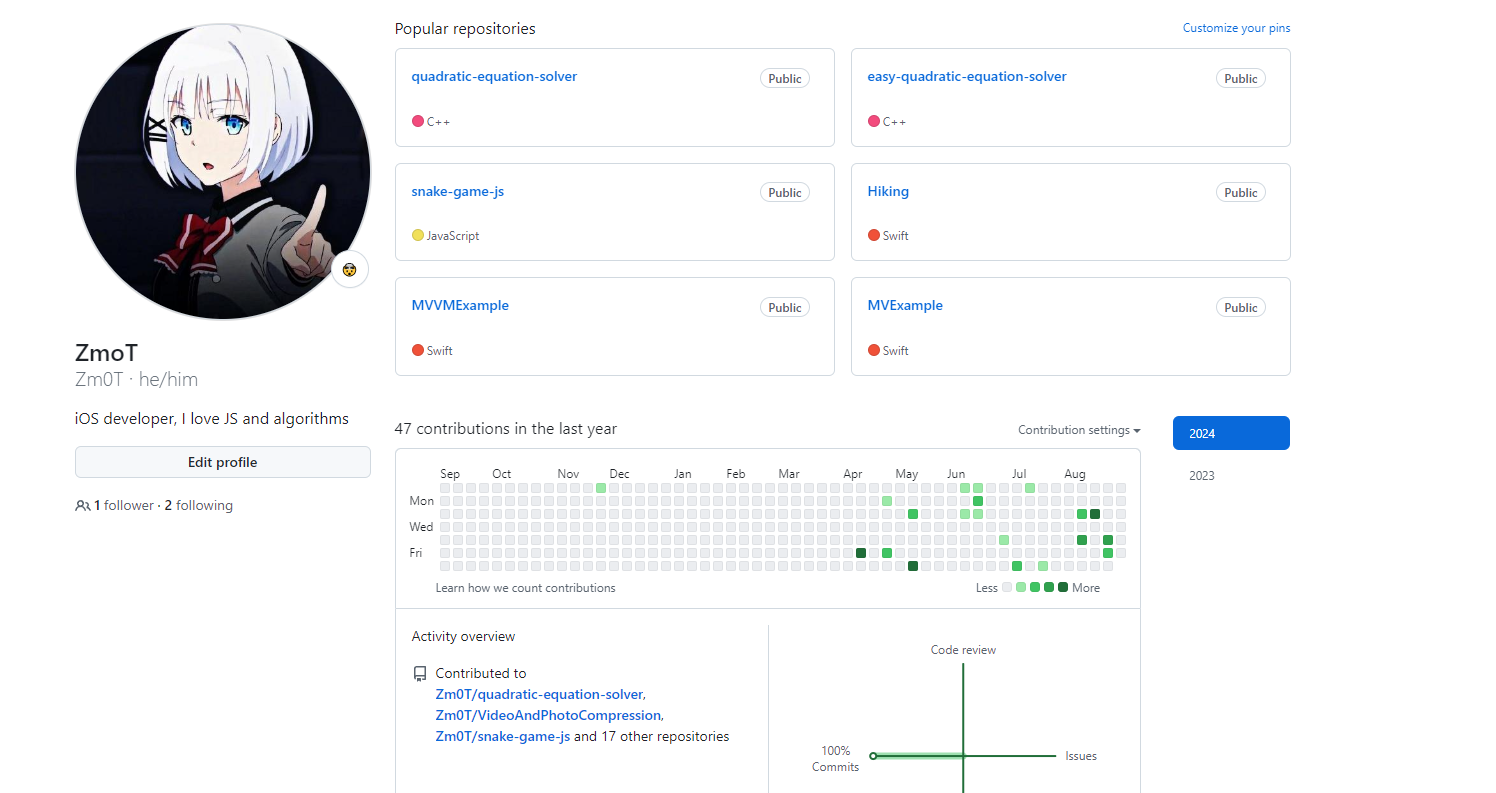 Popular repositories
Customize your pins
quadratic-equation-solver
Public
C++
easy-quadratic-equation-solver
Public
C++
snake-game-js
Public
JavaScript
Hiking
Public
Swift
MVVMExample
Public
Swift
MVExample
Public
Swift
ZmoT
Zm0T · he/him
iOS developer, I love JS and algorithms
Edit profile
1 follower · 2 following
47 contributions in the last year
Contribution settings
2024
2023
Sep Oct Nov Dec Jan Feb Mar Apr May Jun Jul Aug
Mon
Wed
Fri
Learn how we count contributions
Less More
Activity overview
Contributed to
Zm0T/quadratic-equation-solver,
Zm0T/VideoAndPhotoCompression,
Zm0T/snake-game-js and 17 other repositories
Code review
100%
Commits
Issues